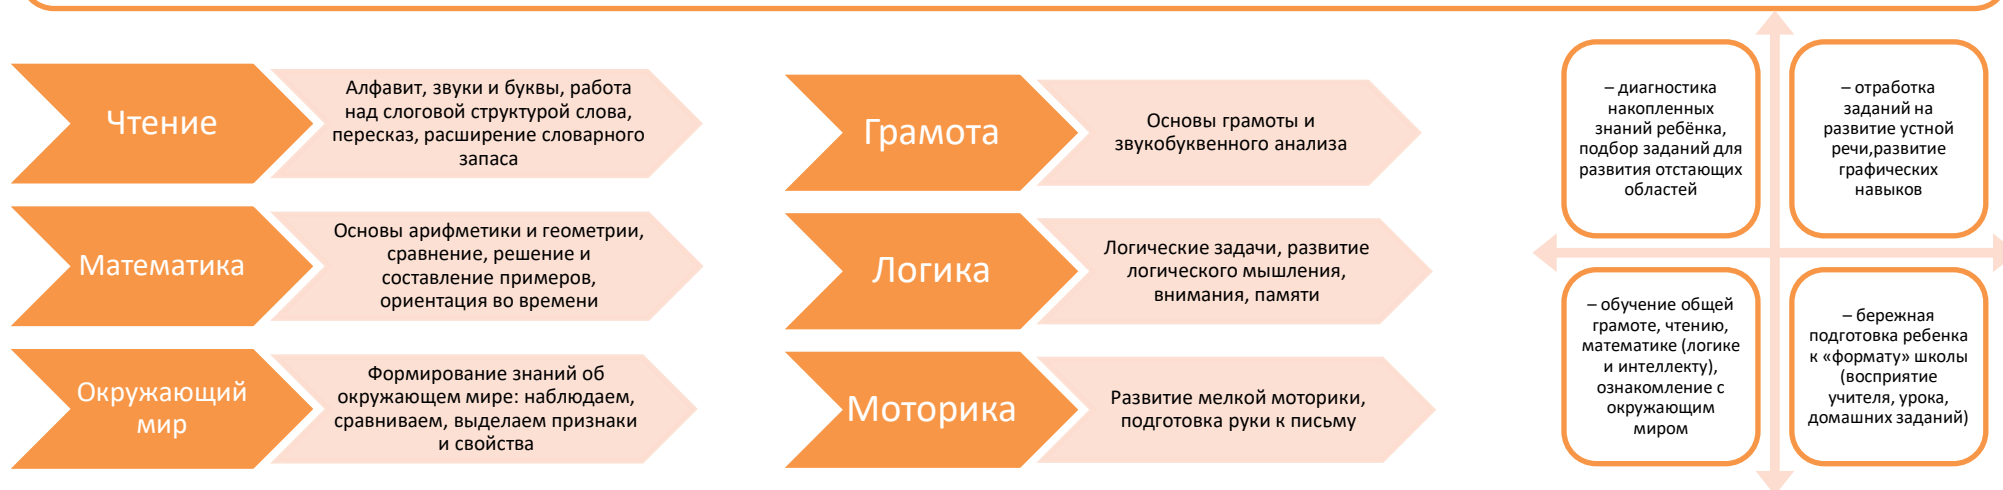 Чтение
Алфавит, звуки и буквы, работа
над слоговой структурой слова,
пересказ, расширение словарного
запаса
Математика
Основы арифметики и геометрии,
сравнение, решение и
составление примеров,
ориентация во времени
Окружающий
мир
Формирование знаний об
окружающем мире: наблюдаем,
сравниваем, выделаем признаки
и свойства
Грамота
Основы грамоты и
звукобуквенного анализа
Логика
Логические задачи, развитие
логического мышления,
внимания, памяти
Моторика
Развитие мелкой моторики,
подготовка руки к письму
– диагностика
накопленных
знаний ребёнка,
подбор заданий для
развития отстающих
областей
– отработка
заданий на
развитие устной
речи,развитие
графических
навыков
– обучение общей
грамоте, чтению,
математике (логике
и интеллекту),
ознакомление с
окружающим
миром
– бережная
подготовка ребенка
к «формату» школы
(восприятие
учителя, урока,
домашних заданий)